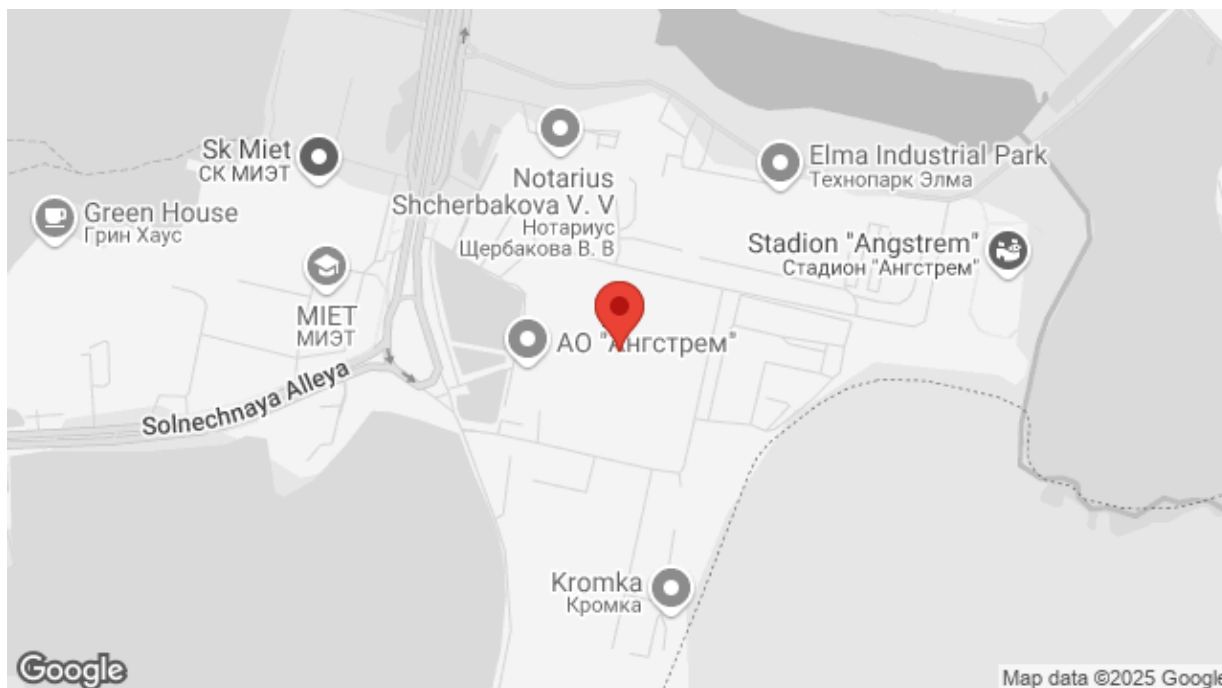 Sk Miet
СК МИЭТ
Green House
Грин Хаус
Notarius
Shcherbakova V. V
Нотариус
Щербакова В. В
Elma Industrial Park
Технопарк Элма
Stadion "Angstrem"
Стадион "Ангстрем"
MIET
МИЭТ
АО "Ангстрем"
Solnechnaya Alleya
Kromka
Кромка
Google
Map data ©2025 Google